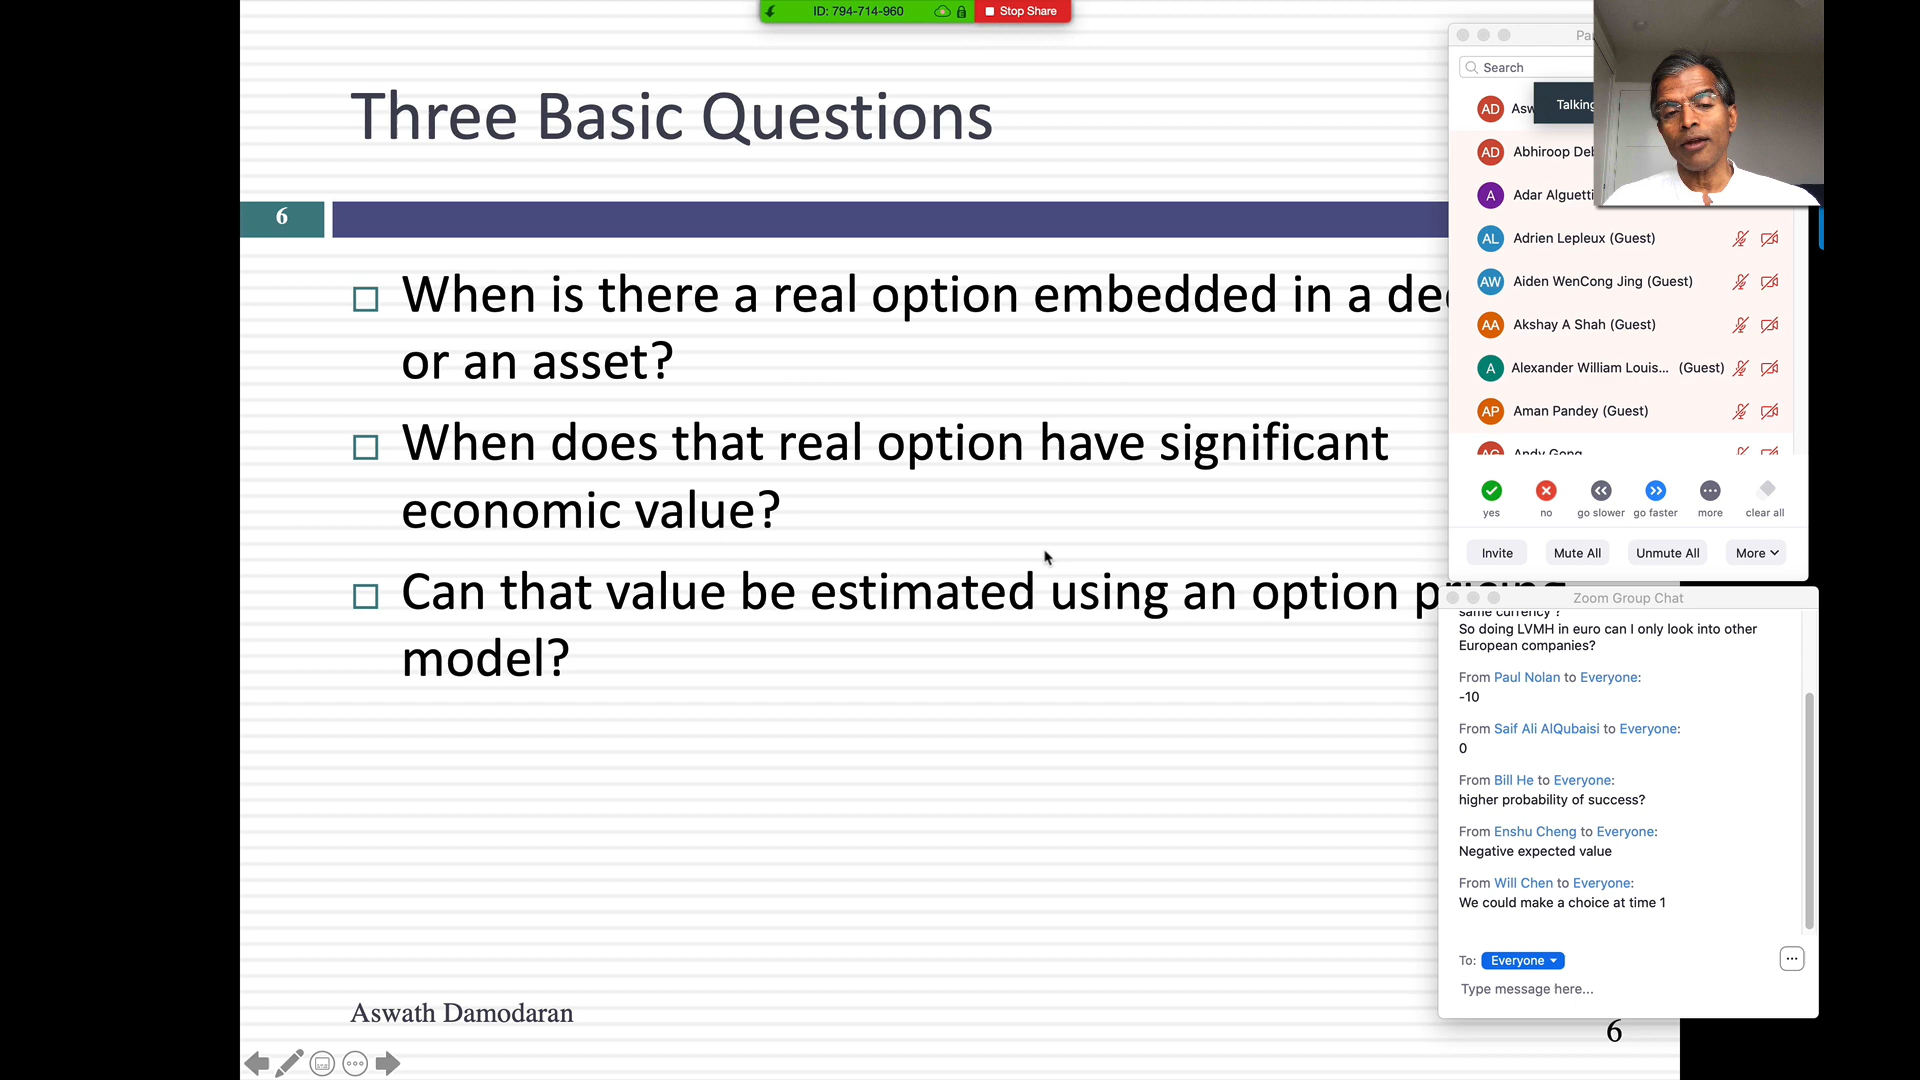 ID: 794-714-960
Stop Share
Three Basic Questions
6
When is there a real option embedded in a
or an asset?
When does that real option have significant
economic value?
Can that value be estimated using an option
model?
Aswath Damodaran
6
Search
AD
Talking
AD Abhiroop
A Adar Alguetti
AL Adrien Lepleux (Guest)
AW Aiden WenCong Jing (Guest)
AA Akshay A Shah (Guest)
A Alexander William Louis... (Guest)
AP Aman Pandey (Guest)
Andy Gong
yes no go slower go faster more clear all
Invite Mute All Unmute All More
Zoom Group Chat
same currency ?
So doing LVMH in euro can I only look into other
European companies?
From Paul Nolan to Everyone:
-10
From Saif Ali AlQubaisi to Everyone:
0
From Bill He to Everyone:
higher probability of success?
From Enshu Cheng to Everyone:
Negative expected value
From Will Chen to Everyone:
We could make a choice at time 1
To: Everyone
Type message here...